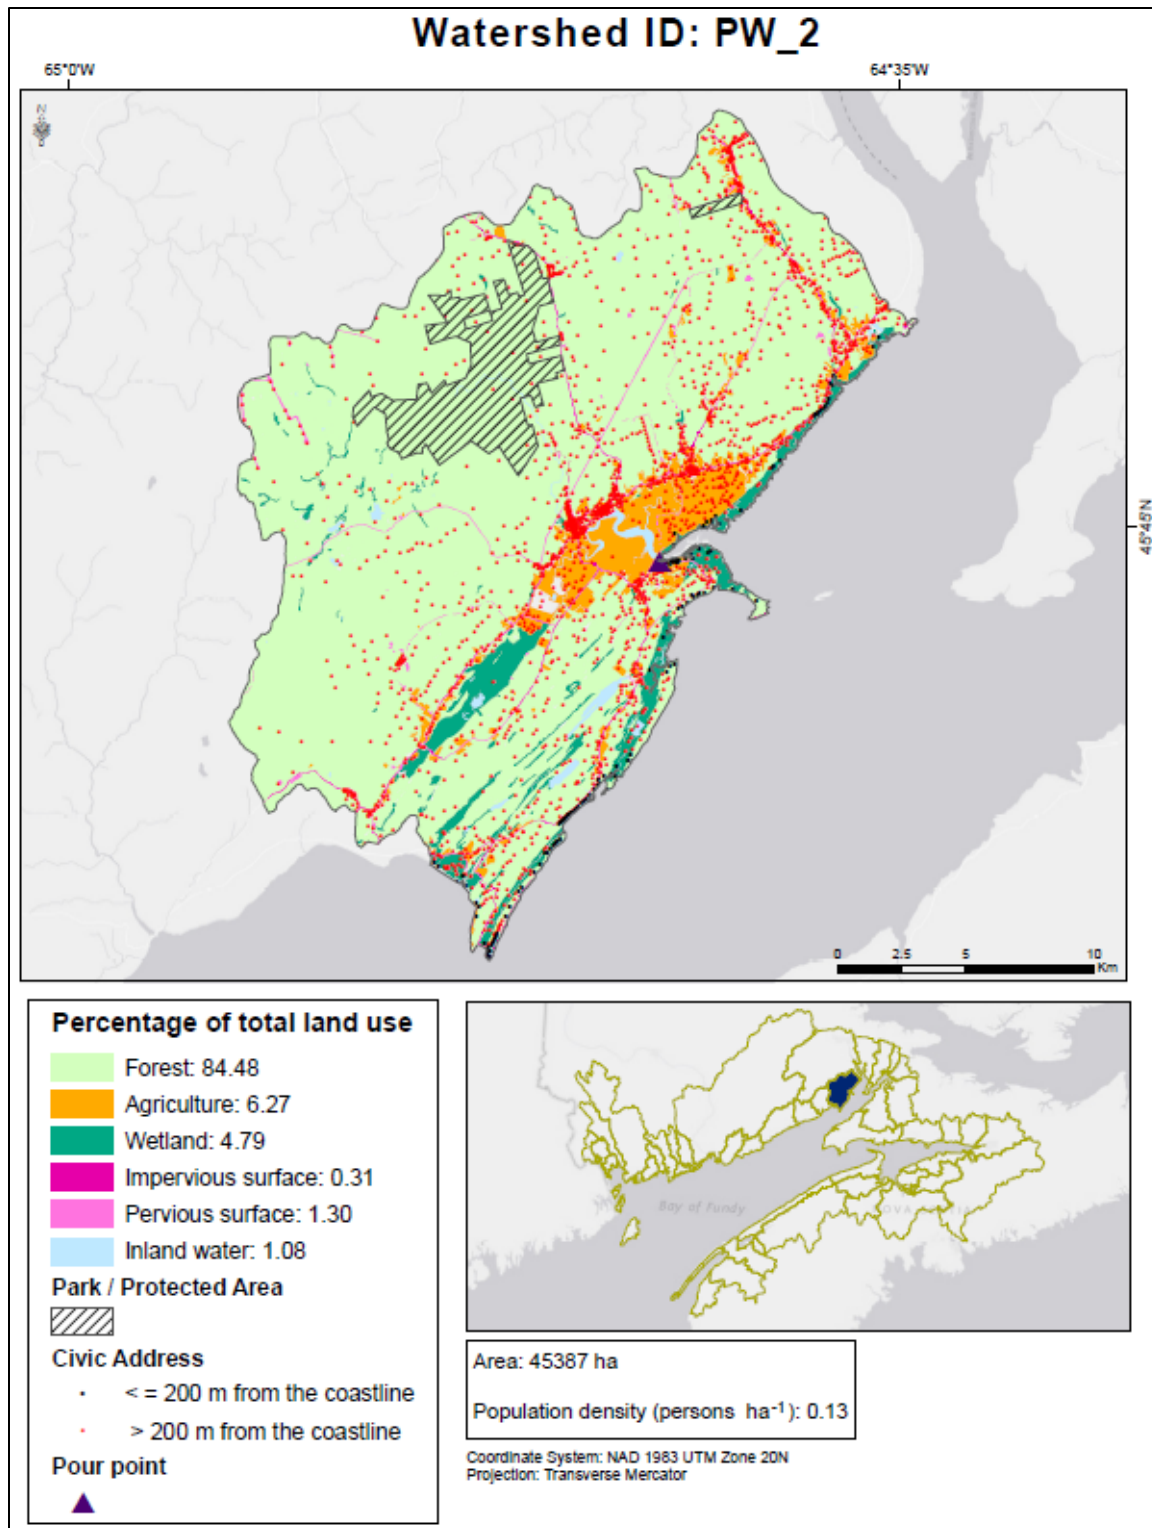 Watershed ID: PW_2
65°0'W
64°35'W
N
45°45'N
0 2.5 5 10
Km
Percentage of total land use
Forest: 84.48
Agriculture: 6.27
Wetland: 4.79
Impervious surface: 0.31
Pervious surface: 1.30
Inland water: 1.08
Park / Protected Area
Civic Address
< = 200 m from the coastline
> 200 m from the coastline
Pour point
Bay of Fundy
Area: 45387 ha
Population density (persons ha⁻¹): 0.13
Coordinate System: NAD 1983 UTM Zone 20N
Projection: Transverse Mercator